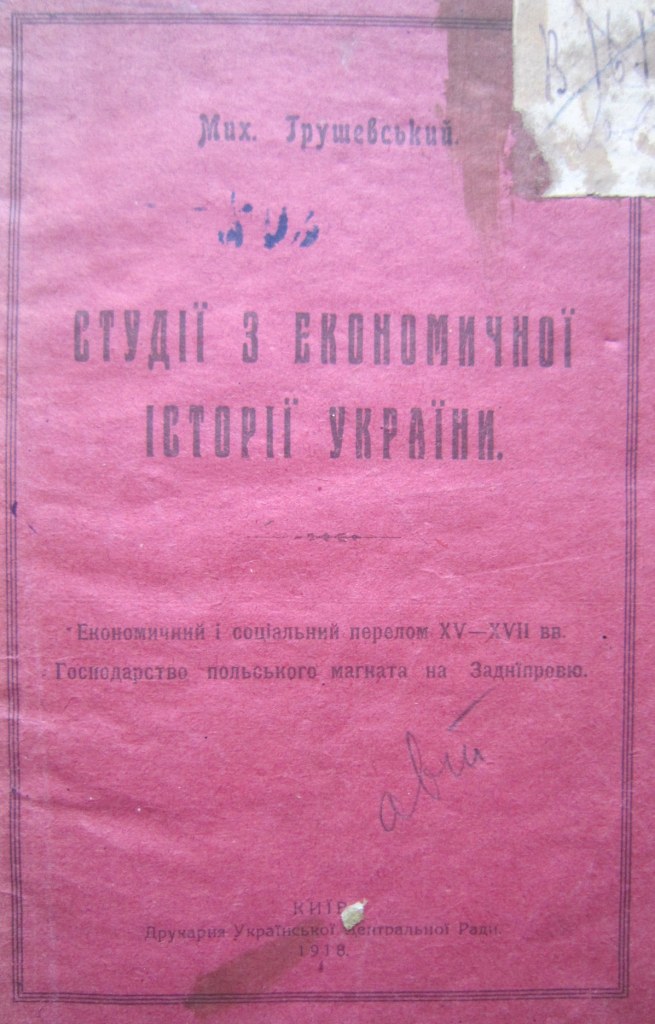 Мих. Грушевський.
СТУДІЇ З ЕКОНОМИЧНОЇ
ІСТОРІЇ УКРАЇНИ.
Економичний і соціальний перелом XV—XVII вв.
Господарство польського магната на Задніпровю.
КИЇВ
Друкарня Української Центральної Ради.
1918.